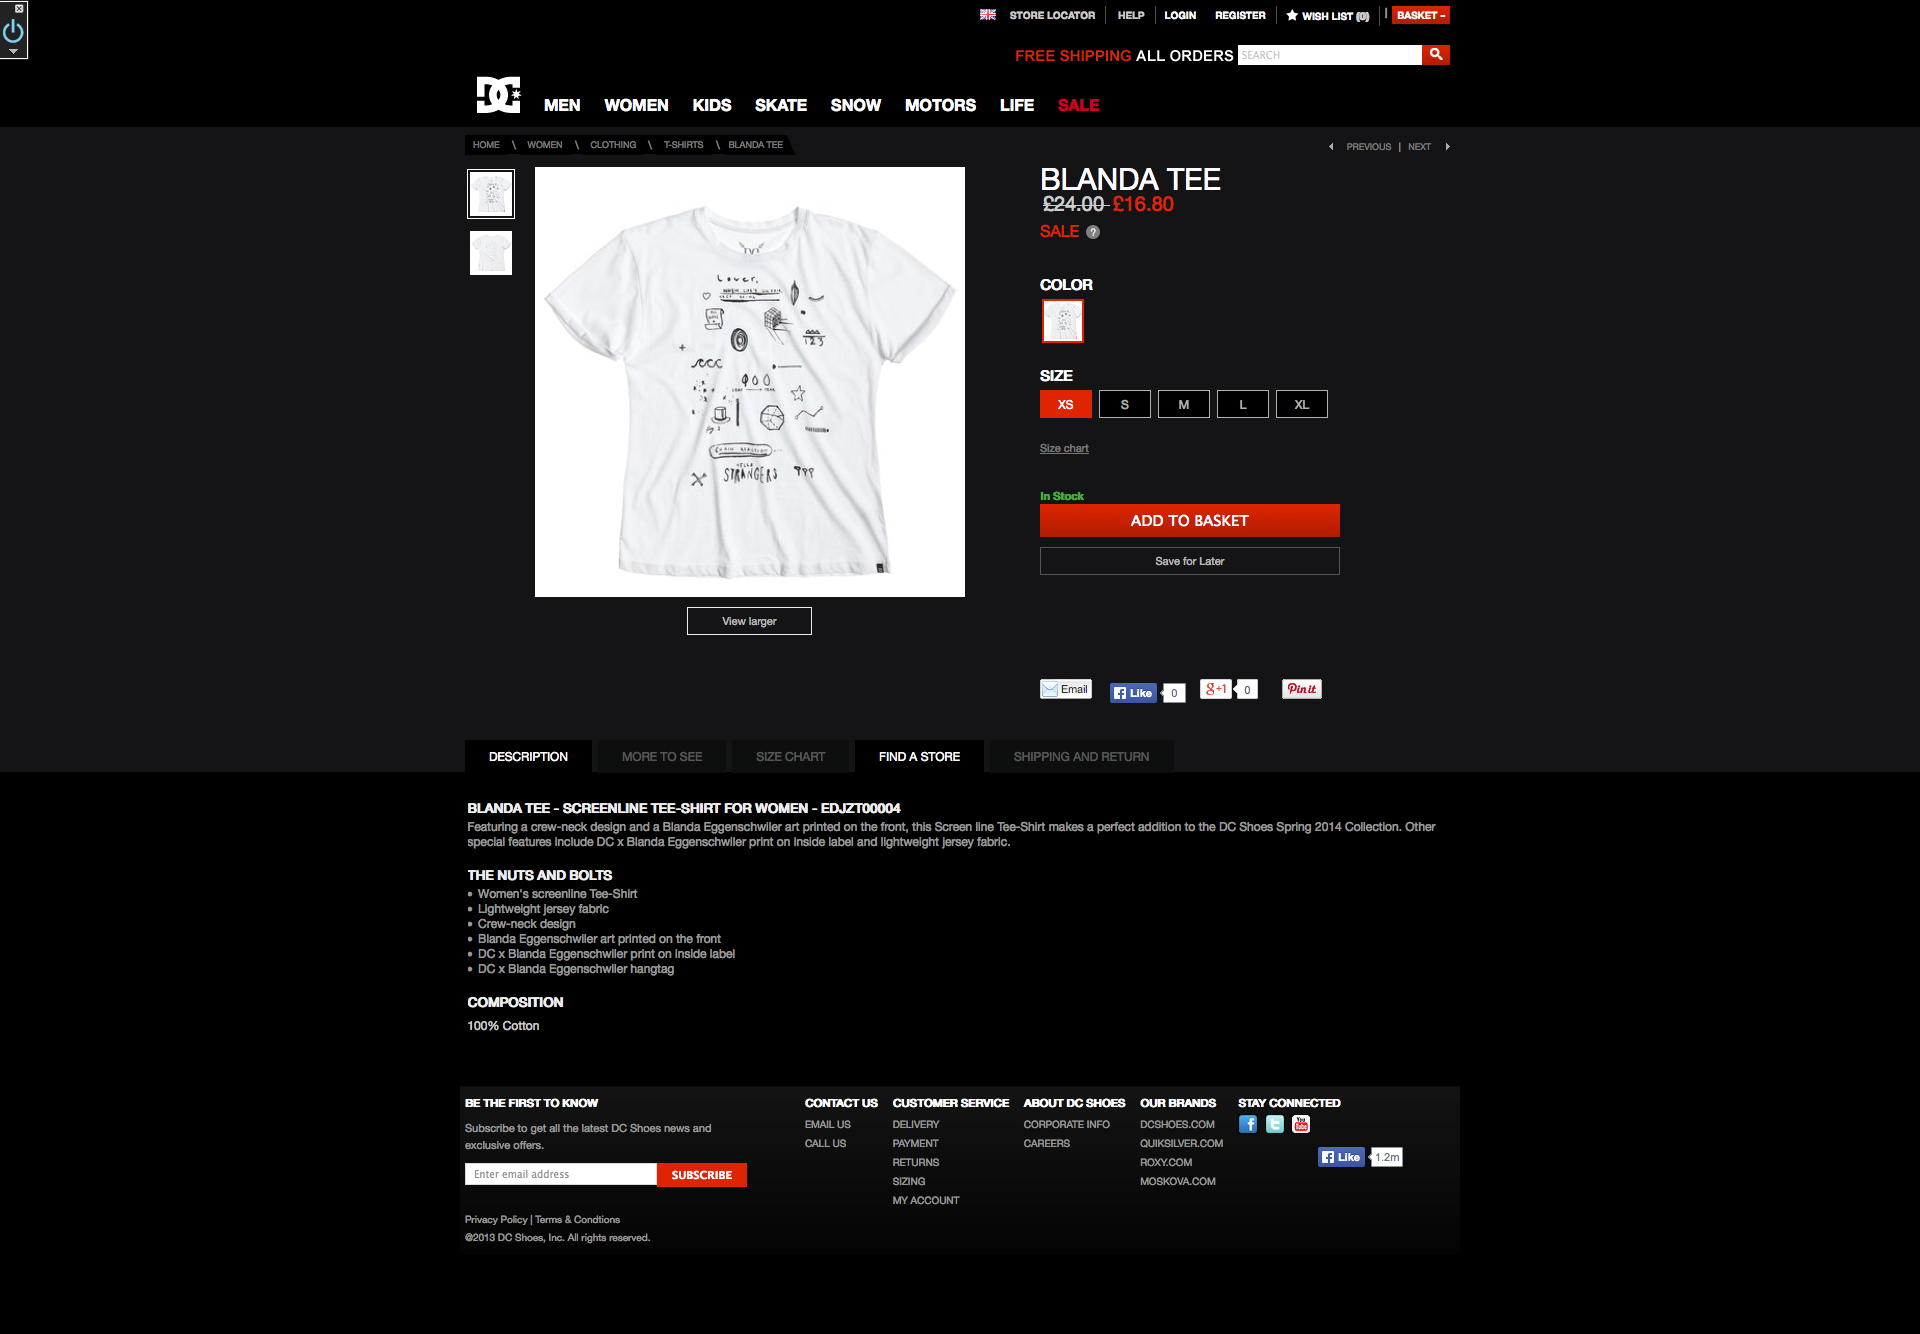 STORE LOCATOR HELP LOGIN REGISTER WISH LIST (0) BASKET -
FREE SHIPPING ALL ORDERS SEARCH
DC
MEN WOMEN KIDS SKATE SNOW MOTORS LIFE SALE
HOME \ WOMEN \ CLOTHING \ T-SHIRTS \ BLANDA TEE
PREVIOUS | NEXT
BLANDA TEE
£24.00 £16.80
SALE ?
COLOR
SIZE
XS S M L XL
Size chart
In Stock
ADD TO BASKET
Save for Later
Lover,
123
fig. 2
HELLO
STRANGERS
View larger
Email
Like 0
g+1 0
Pin it
DESCRIPTION MORE TO SEE SIZE CHART FIND A STORE SHIPPING AND RETURN
BLANDA TEE - SCREENLINE TEE-SHIRT FOR WOMEN - EDJZT00004
Featuring a crew-neck design and a Blanda Eggenschwiler art printed on the front, this Screen line Tee-Shirt makes a perfect addition to the DC Shoes Spring 2014 Collection. Other
special features include DC x Blanda Eggenschwiler print on inside label and lightweight jersey fabric.
THE NUTS AND BOLTS
• Women's screenline Tee-Shirt
• Lightweight jersey fabric
• Crew-neck design
• Blanda Eggenschwiler art printed on the front
• DC x Blanda Eggenschwiler print on inside label
• DC x Blanda Eggenschwiler hangtag
COMPOSITION
100% Cotton
BE THE FIRST TO KNOW
Subscribe to get all the latest DC Shoes news and
exclusive offers.
Enter email address SUBSCRIBE
Privacy Policy | Terms & Condtions
@2013 DC Shoes, Inc. All rights reserved.
CONTACT US
EMAIL US
CALL US
CUSTOMER SERVICE
DELIVERY
PAYMENT
RETURNS
SIZING
MY ACCOUNT
ABOUT DC SHOES
CORPORATE INFO
CAREERS
OUR BRANDS
DCSHOES.COM
QUIKSILVER.COM
ROXY.COM
MOSKOVA.COM
STAY CONNECTED
You Tube
Like 1.2m